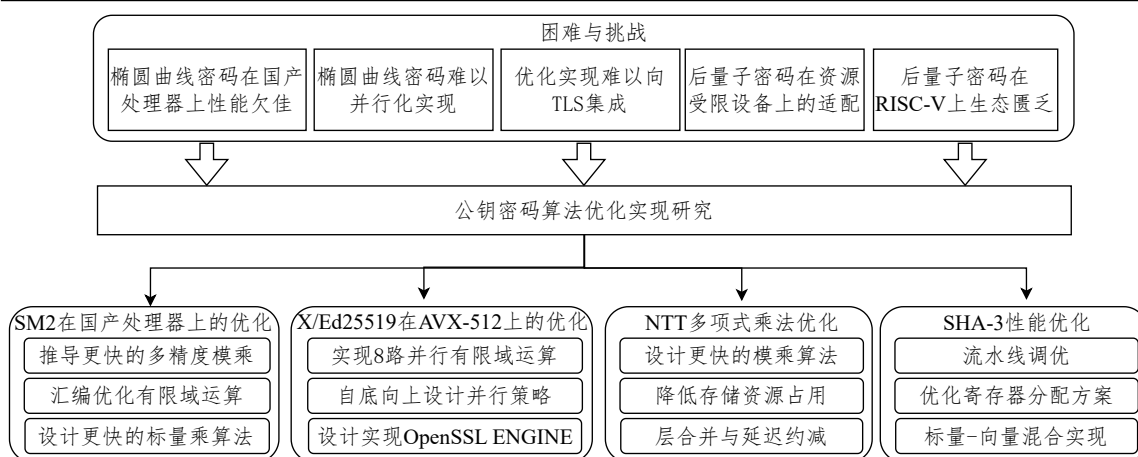 困难与挑战
椭圆曲线密码在国产
处理器上性能欠佳
椭圆曲线密码难以
并行化实现
优化实现难以向
TLS集成
后量子密码在资源
受限设备上的适配
后量子密码在
RISC-V上生态匮乏
公钥密码算法优化实现研究
SM2在国产处理器上的优化
推导更快的多精度模乘
汇编优化有限域运算
设计更快的标量乘算法
X/Ed25519在AVX-512上的优化
实现8路并行有限域运算
自底向上设计并行策略
设计实现OpenSSL ENGINE
NTT多项式乘法优化
设计更快的模乘算法
降低存储资源占用
层合并与延迟约减
SHA-3性能优化
流水线调优
优化寄存器分配方案
标量-向量混合实现